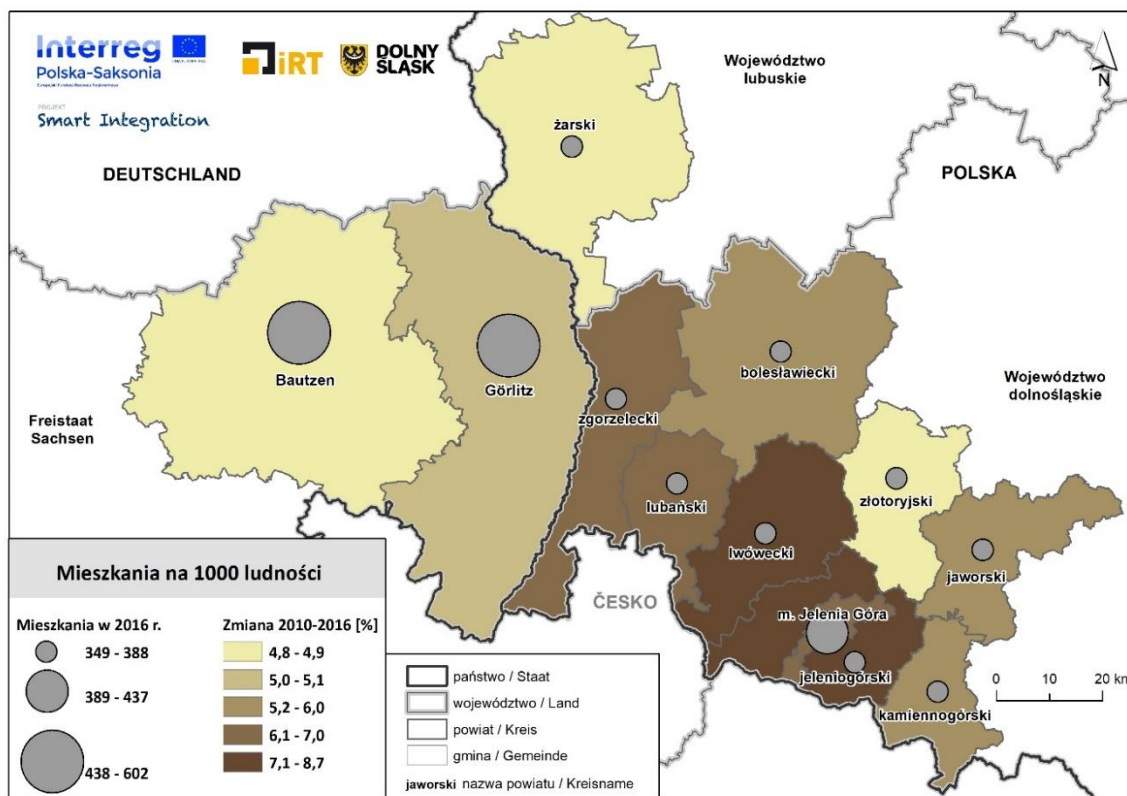 Interreg
Polska-Saksonia
iRT
DOLNY
ŚLĄSK
PROJEKT
Smart Integration
Województwo
lubuskie
N
żarski
DEUTSCHLAND
POLSKA
Bautzen
Görlitz
bolesławiecki
Województwo
dolnośląskie
zgorzelecki
Freistaat
Sachsen
lubański
złotoryjski
lwówecki
jaworski
ČESKO
m. Jelenia Góra
jeleniogórski
kamiennogórski
0 10 20 km
Mieszkania na 1000 ludności
Mieszkania w 2016 r.
349 - 388
389 - 437
438 - 602
Zmiana 2010-2016 [%]
4,8 - 4,9
5,0 - 5,1
5,2 - 6,0
6,1 - 7,0
7,1 - 8,7
państwo / Staat
województwo / Land
powiat / Kreis
gmina / Gemeinde
jaworski nazwa powiatu / Kreisname